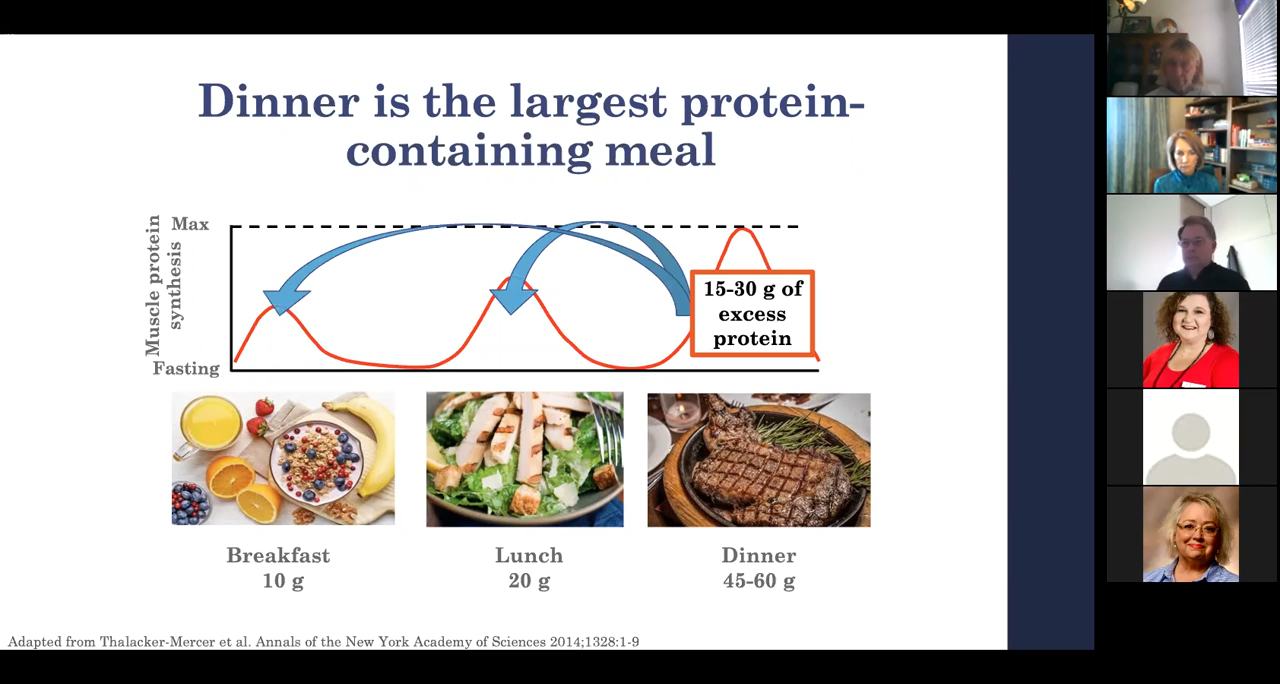 Dinner is the largest protein-
containing meal
Muscle protein
synthesis
Max
Fasting
15-30 g of
excess
protein
Breakfast
10 g
Lunch
20 g
Dinner
45-60 g
Adapted from Thalacker-Mercer et al. Annals of the New York Academy of Sciences 2014;1328:1-9